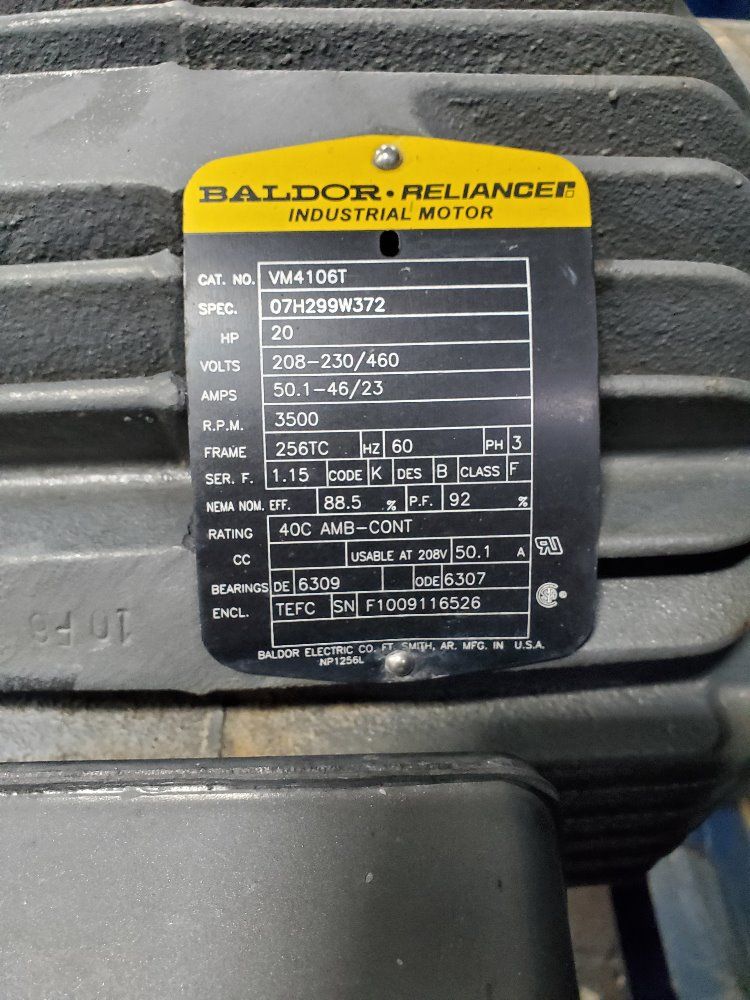 BALDOR • RELIANCER
INDUSTRIAL MOTOR
CAT. NO. VM4106T
SPEC. 07H299W372
HP 20
VOLTS 208-230/460
AMPS 50.1-46/23
R.P.M. 3500
FRAME 256TC HZ 60 PH 3
SER. F. 1.15 CODE K DES B CLASS F
NEMA NOM. EFF. 88.5 % P.F. 92 %
RATING 40C AMB-CONT
CC USABLE AT 208V 50.1 A
BEARINGS DE 6309 ODE 6307
ENCL. TEFC SN F1009116526
BALDOR ELECTRIC CO. FT. SMITH, AR. MFG. IN U.S.A.
NP1256L